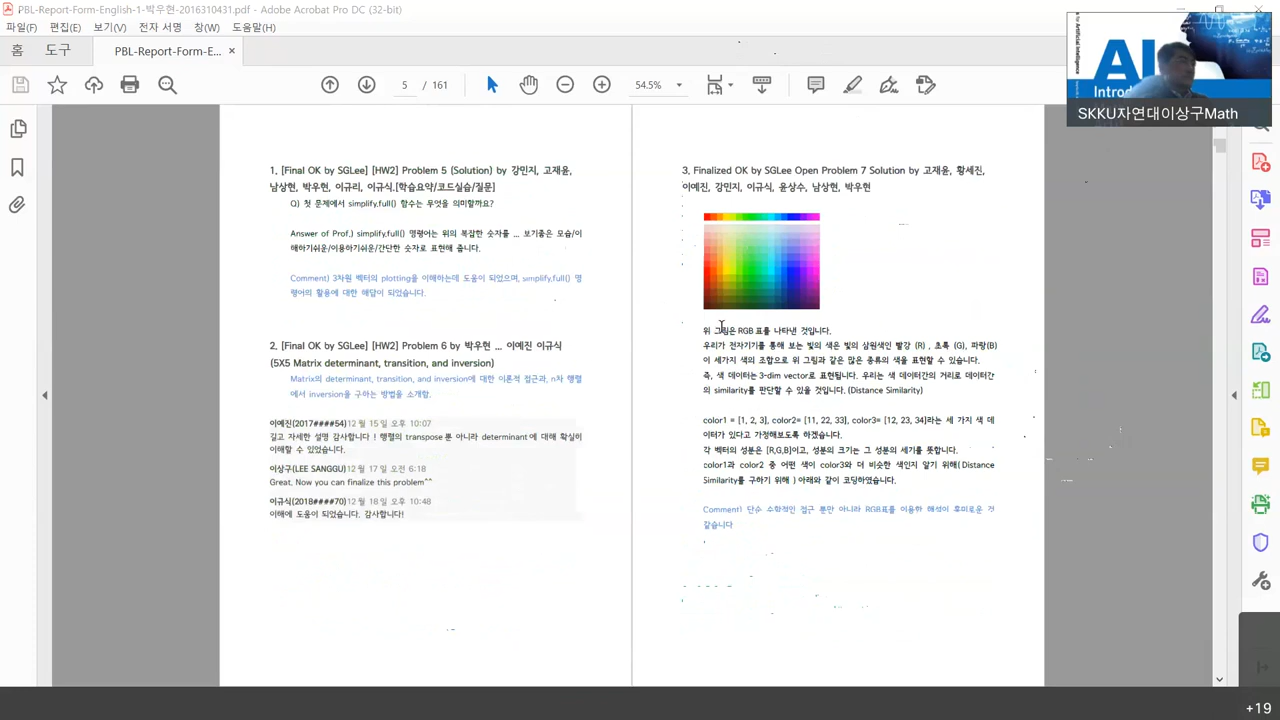 PBL-Report-Form-English-1-박우현-2016310431.pdf - Adobe Acrobat Pro DC (32-bit)
파일(F) 편집(E) 보기(V) 전자 서명 창(W) 도움말(H)
홈 도구 PBL-Report-Form-E... ×
5 / 161 54.5%
for Artificial Intelligence
AI
Introd
SKKU자연대이상구Math
1. [Final OK by SGLee] [HW2] Problem 5 (Solution) by 강민지, 고재윤,
남상현, 박우현, 이규리, 이규식.[학습요약/코드실습/질문]
Q) 첫 문제에서 simplify.full() 함수는 무엇을 의미할까요?
Answer of Prof.) simplify.full() 명령어는 위의 복잡한 숫자를 ... 보기좋은 모습/이
해하기쉬운/이용하기쉬운/간단한 숫자로 표현해 줍니다.
Comment) 3차원 벡터의 plotting을 이해하는데 도움이 되었으며, simplify.full() 명
령어의 활용에 대한 해답이 되었습니다.
2. [Final OK by SGLee] [HW2] Problem 6 by 박우현 ... 이예진 이규식
(5X5 Matrix determinant, transition, and inversion)
Matrix의 determinant, transition, and inversion에 대한 이론적 접근과, n차 행렬
에서 inversion을 구하는 방법을 소개함.
이예진(2017####54)12 월 15 일 오후 10:07
길고 자세한 설명 감사합니다 ! 행렬의 transpose 뿐 아니라 determinant 에 대해 확실히
이해할 수 있었습니다.
이상구(LEE SANGGU)12 월 17 일 오전 6:18
Great. Now you can finalize this problem^^
이규식(2018####70)12 월 18 일 오후 10:48
이해에 도움이 되었습니다. 감사합니다!
3. Finalized OK by SGLee Open Problem 7 Solution by 고재윤, 황세진,
이예진, 강민지, 이규식, 윤상수, 남상현, 박우현
위 그림은 RGB 표를 나타낸 것입니다.
우리가 전자기기를 통해 보는 빛의 색은 빛의 삼원색인 빨강 (R) , 초록 (G), 파랑(B)
이 세가지 색의 조합으로 위 그림과 같은 많은 종류의 색을 표현할 수 있습니다.
즉, 색 데이터는 3-dim vector로 표현됩니다. 우리는 색 데이터간의 거리로 데이터간
의 similarity를 판단할 수 있을 것입니다. (Distance Similarity)
color1 = [1, 2, 3], color2= [11, 22, 33], color3= [12, 23, 34]라는 세 가지 색 데
이터가 있다고 가정해보도록 하겠습니다.
각 벡터의 성분은 [R,G,B]이고, 성분의 크기는 그 성분의 세기를 뜻합니다.
color1과 color2 중 어떤 색이 color3와 더 비슷한 색인지 알기 위해(Distance
Similarity를 구하기 위해 ) 아래와 같이 코딩하였습니다.
Comment) 단순 수학적인 접근 뿐만 아니라 RGB표를 이용한 해석이 흥미로운 것
같습니다
+19